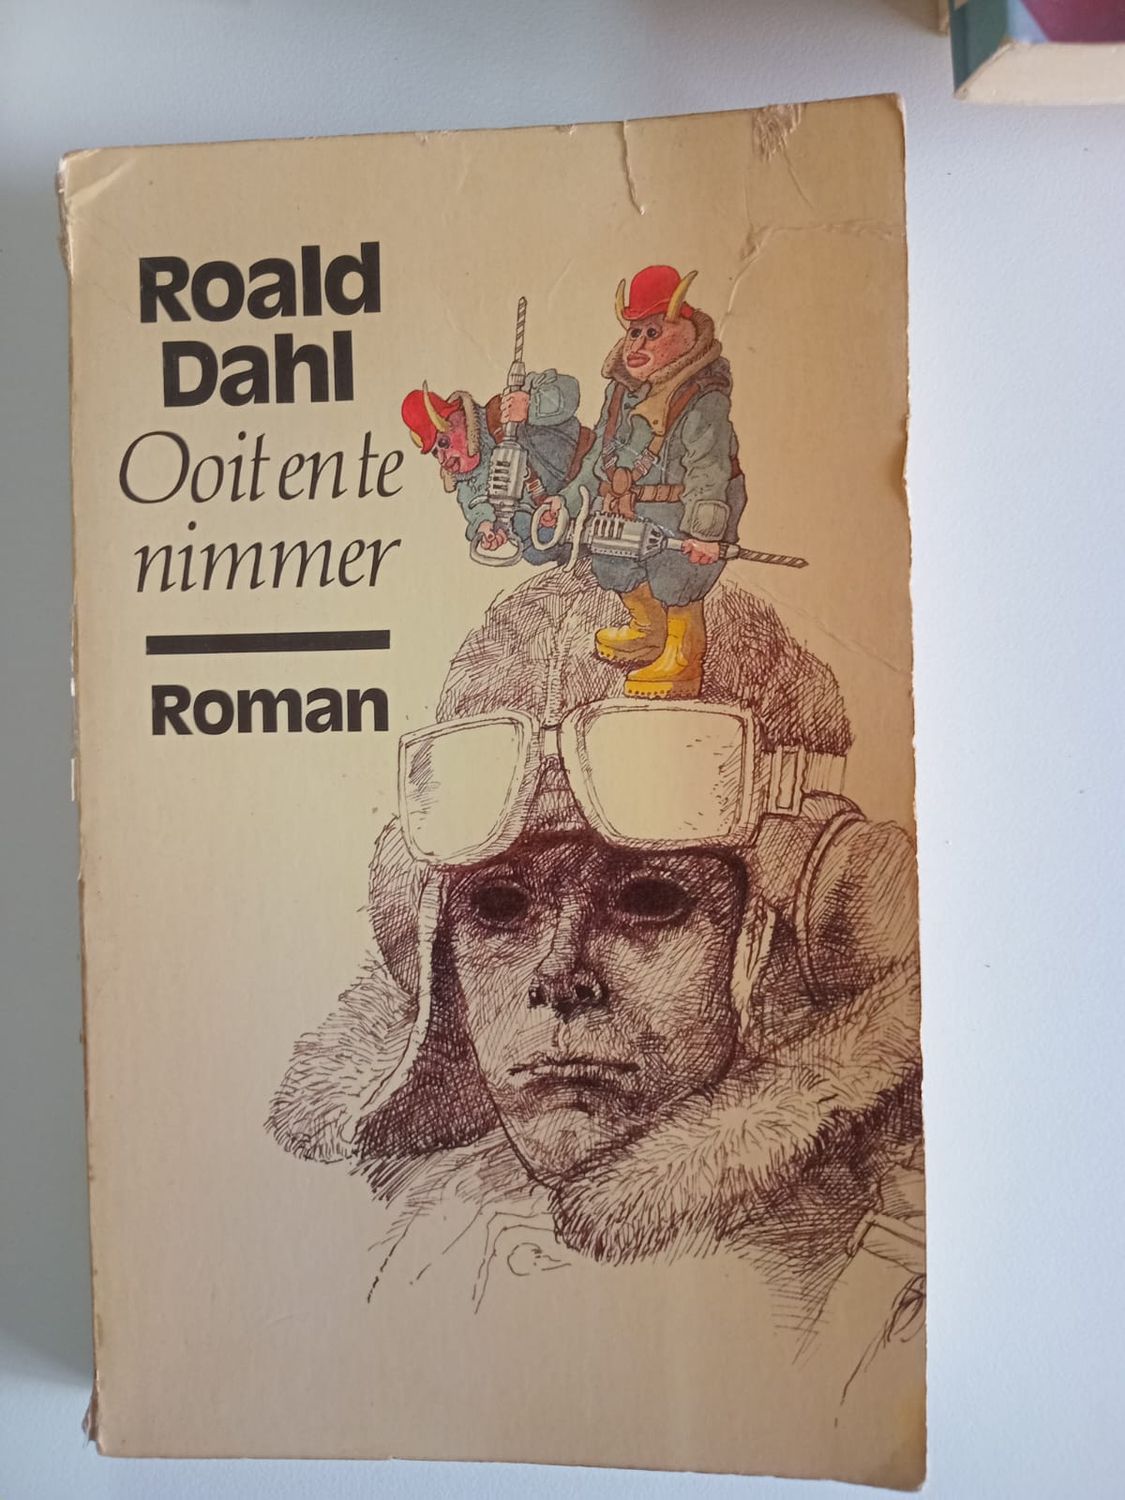 Roald
Dahl
Ooit en te
nimmer
Roman